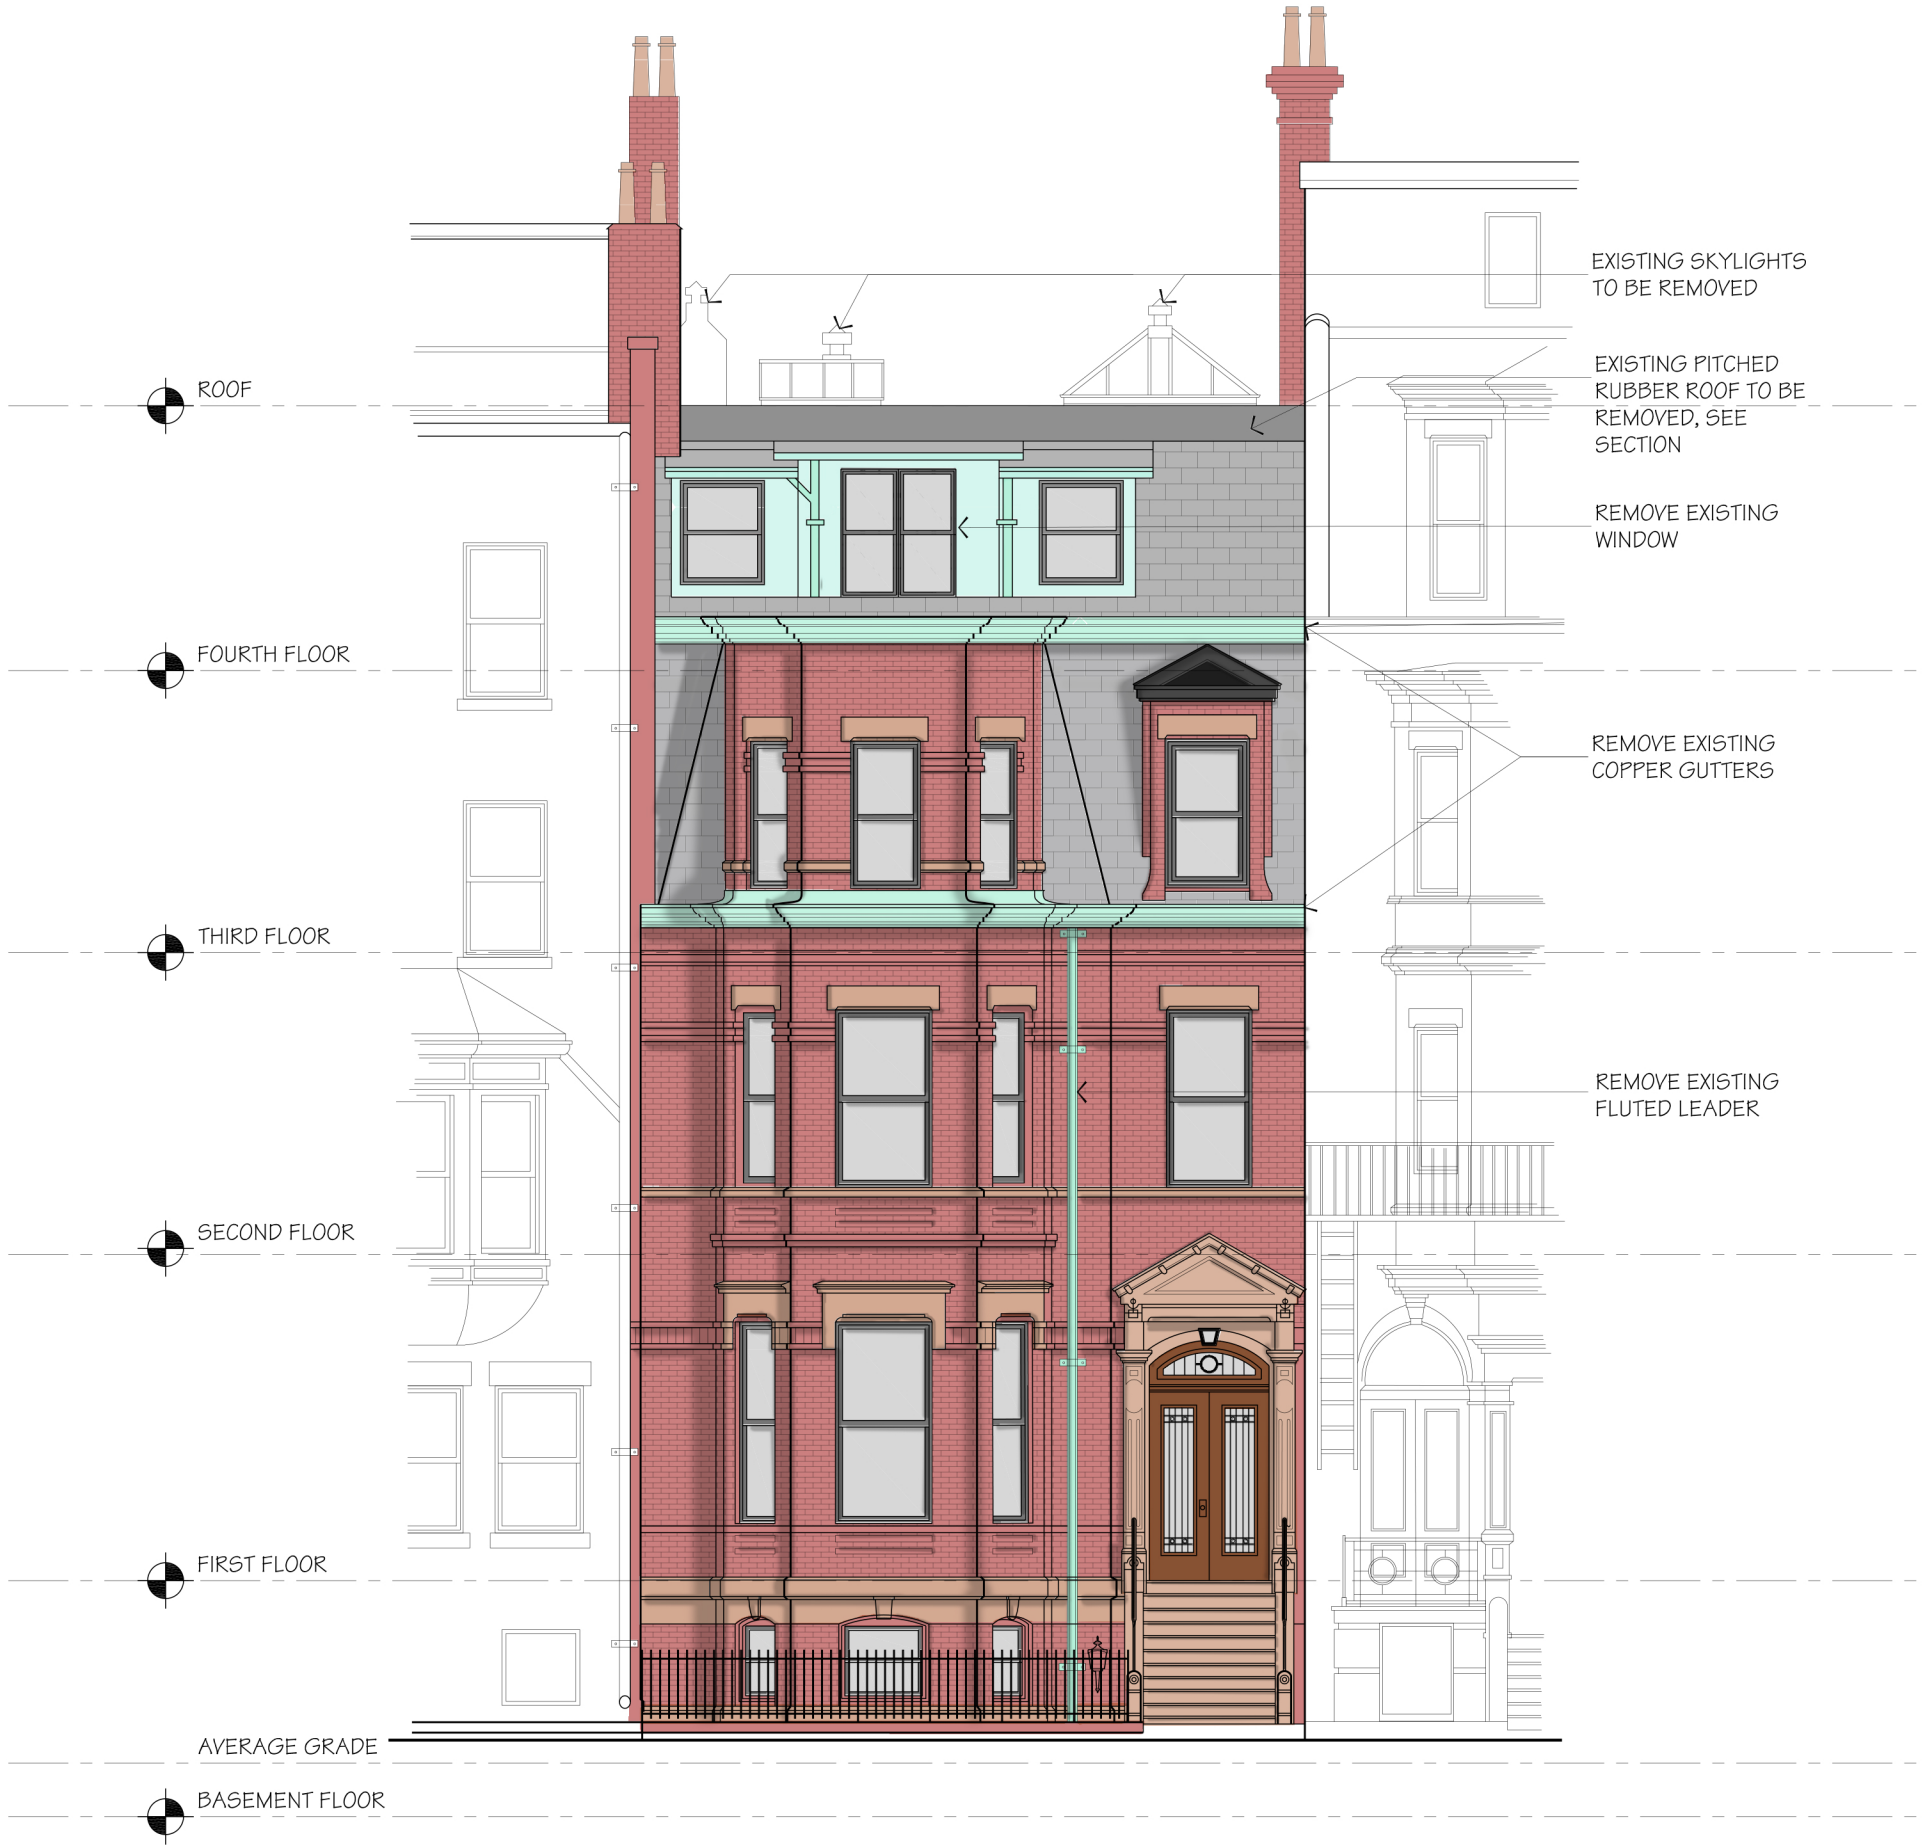 EXISTING SKYLIGHTS
TO BE REMOVED
EXISTING PITCHED
RUBBER ROOF TO BE
REMOVED, SEE
SECTION
ROOF
REMOVE EXISTING
WINDOW
FOURTH FLOOR
REMOVE EXISTING
COPPER GUTTERS
THIRD FLOOR
REMOVE EXISTING
FLUTED LEADER
SECOND FLOOR
FIRST FLOOR
AVERAGE GRADE
BASEMENT FLOOR